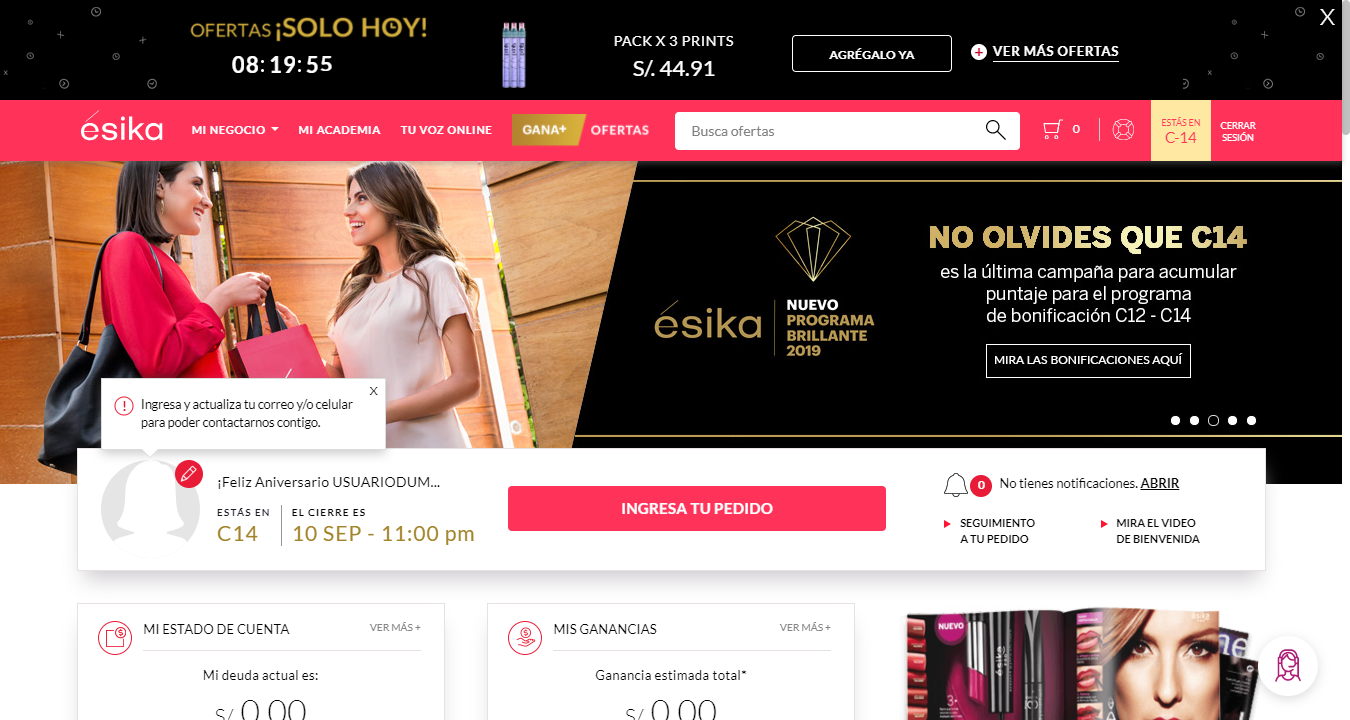 OFERTAS ¡SOLO HOY!
08:19:55
PACK X 3 PRINTS
S/. 44.91
AGRÉGALO YA
+ VER MÁS OFERTAS
X
ésika
MI NEGOCIO
MI ACADEMIA
TU VOZ ONLINE
GANA+
OFERTAS
Busca ofertas
0
ESTÁS EN
C-14
CERRAR
SESIÓN
NO OLVIDES QUE C14
es la última campaña para acumular
puntaje para el programa
de bonificación C12 - C14
MIRA LAS BONIFICACIONES AQUÍ
ésika
NUEVO
PROGRAMA
BRILLANTE
2019
X
Ingresa y actualiza tu correo y/o celular
para poder contactarnos contigo.
¡Feliz Aniversario USUARIODUM...
ESTÁS EN
C14
EL CIERRE ES
10 SEP - 11:00 pm
INGRESA TU PEDIDO
0
No tienes notificaciones. ABRIR
SEGUIMIENTO
A TU PEDIDO
MIRA EL VIDEO
DE BIENVENIDA
MI ESTADO DE CUENTA
VER MÁS +
Mi deuda actual es:
S/. 0.00
MIS GANANCIAS
VER MÁS +
Ganancia estimada total*
S/. 0.00
NUEVO
ésika